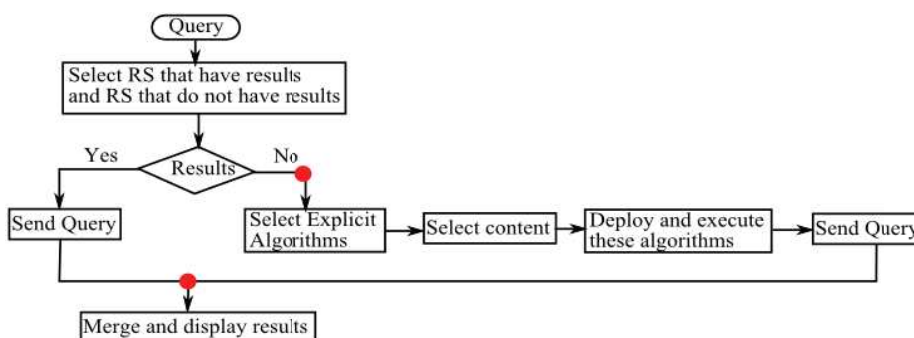 Query
Select RS that have results
and RS that do not have results
Yes
Results
No
Send Query
Select Explicit
Algorithms
Select content
Deploy and execute
these algorithms
Send Query
Merge and display results